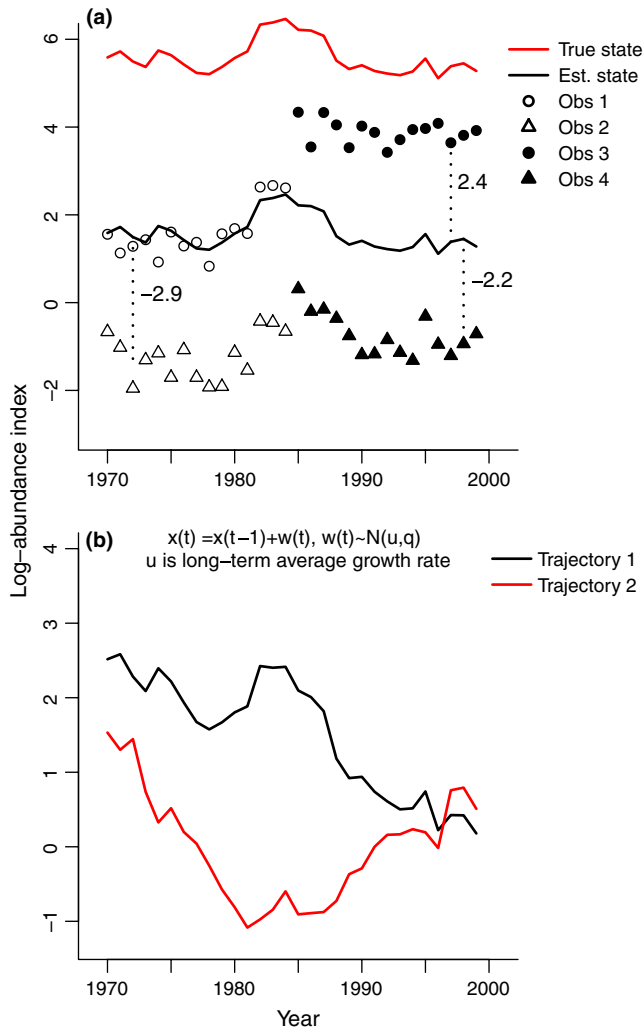 (a)
6
4
2
0
−2
True state
Est. state
Obs 1
Obs 2
Obs 3
Obs 4
2.4
−2.2
−2.9
1970
1980
1990
2000
Log−abundance index
(b)
x(t) =x(t−1)+w(t), w(t)~N(u,q)
u is long−term average growth rate
Trajectory 1
Trajectory 2
4
3
2
1
0
−1
1970
1980
1990
2000
Year